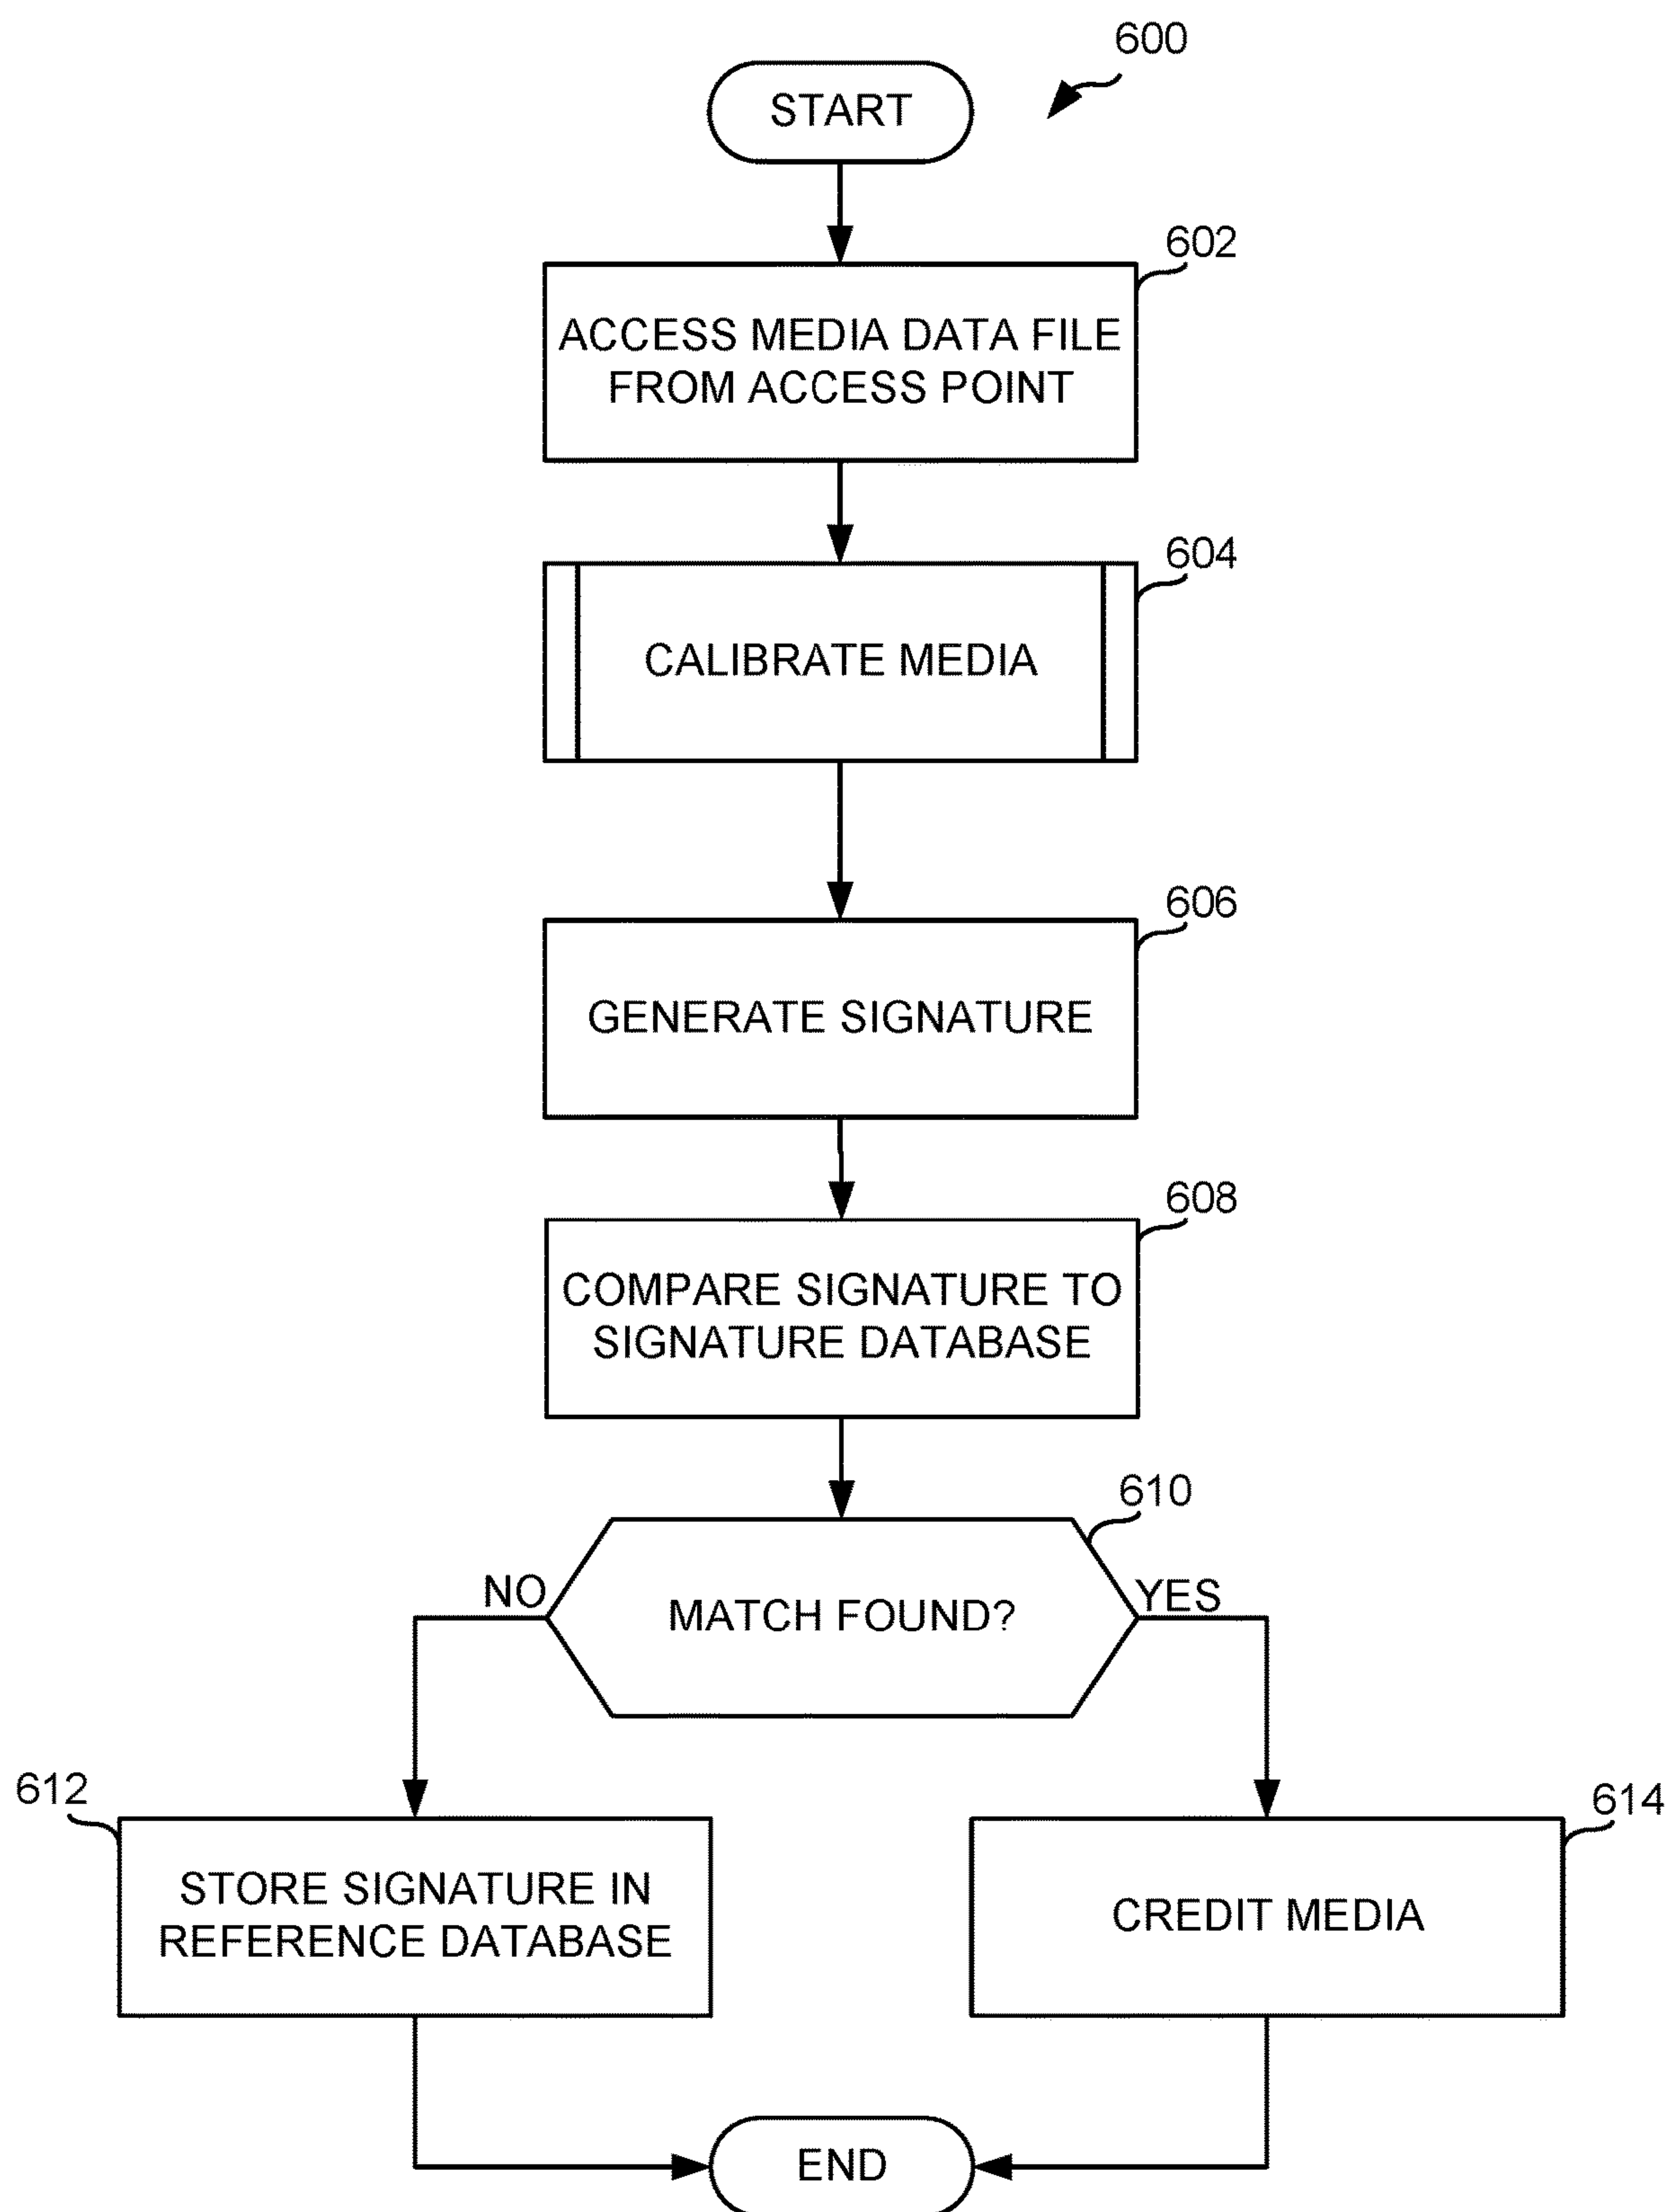 600
START
602
ACCESS MEDIA DATA FILE
FROM ACCESS POINT
604
CALIBRATE MEDIA
606
GENERATE SIGNATURE
608
COMPARE SIGNATURE TO
SIGNATURE DATABASE
610
NO
YES
MATCH FOUND?
612
614
STORE SIGNATURE IN
REFERENCE DATABASE
CREDIT MEDIA
END